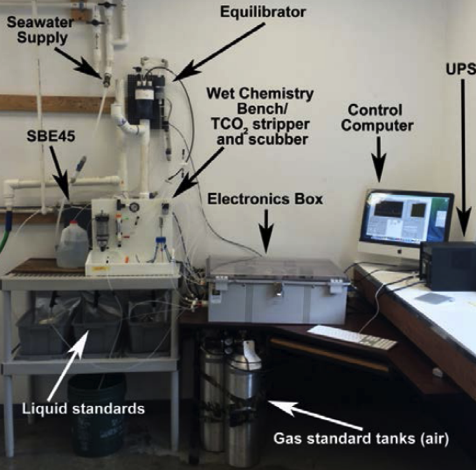 Seawater
Supply
Equilibrator
UPS
SBE45
Wet Chemistry
Bench/
TCO2 stripper
and scubber
Control
Computer
Electronics Box
Liquid standards
Gas standard tanks (air)